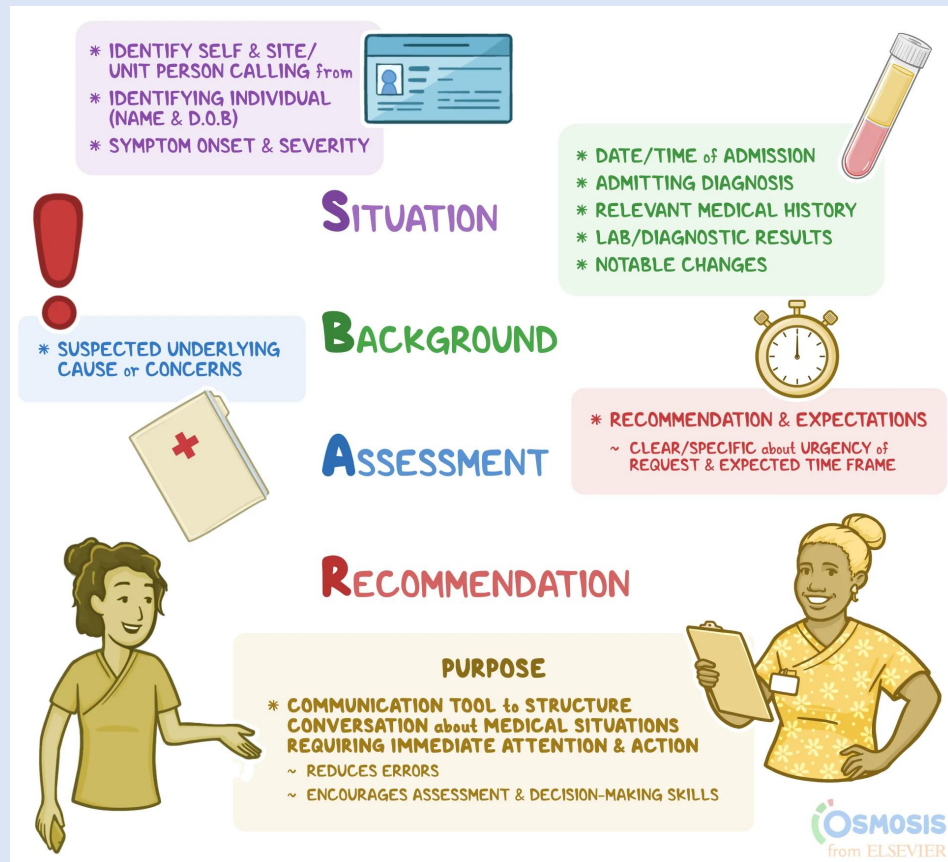 * IDENTIFY SELF & SITE/
UNIT PERSON CALLING from
* IDENTIFYING INDIVIDUAL
(NAME & D.O.B)
* SYMPTOM ONSET & SEVERITY
SITUATION
* DATE/TIME of ADMISSION
* ADMITTING DIAGNOSIS
* RELEVANT MEDICAL HISTORY
* LAB/DIAGNOSTIC RESULTS
* NOTABLE CHANGES
BACKGROUND
* SUSPECTED UNDERLYING
CAUSE or CONCERNS
ASSESSMENT
* RECOMMENDATION & EXPECTATIONS
~ CLEAR/SPECIFIC about URGENCY of
REQUEST & EXPECTED TIME FRAME
RECOMMENDATION
PURPOSE
* COMMUNICATION TOOL to STRUCTURE
CONVERSATION about MEDICAL SITUATIONS
REQUIRING IMMEDIATE ATTENTION & ACTION
~ REDUCES ERRORS
~ ENCOURAGES ASSESSMENT & DECISION-MAKING SKILLS
OSMOSIS
from ELSEVIER